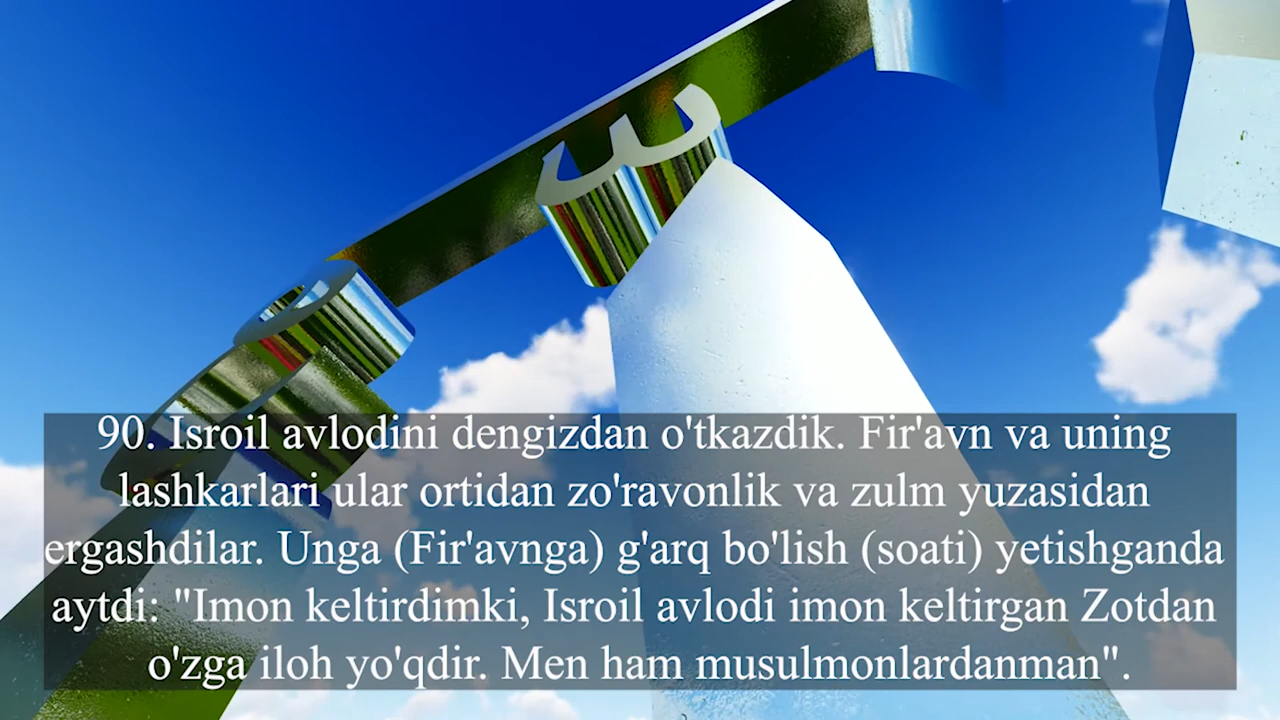 90. Isroil avlodini dengizdan o'tkazdik. Fir'avn va uning
lashkarlari ular ortidan zo'ravonlik va zulm yuzasidan
ergashdilar. Unga (Fir'avnga) g'arq bo'lish (soati) yetishganda
aytdi: "Imon keltirdimki, Isroil avlodi imon keltirgan Zotdan
o'zga iloh yo'qdir. Men ham musulmonlardanman".